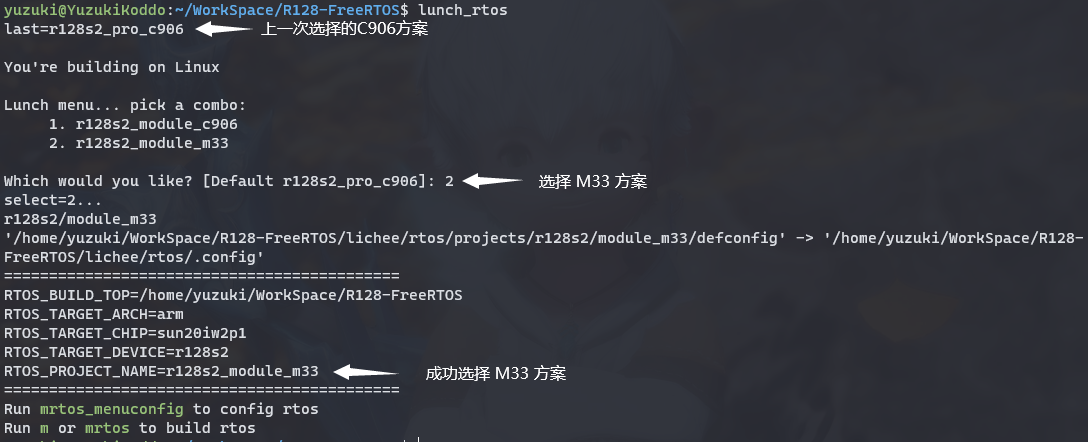 yuzuki@YuzukiKoddo:~/WorkSpace/R128-FreeRTOS$ lunch_rtos
last=r128s2_pro_c906 上一次选择的C906方案
You're building on Linux
Lunch menu... pick a combo:
1. r128s2_module_c906
2. r128s2_module_m33
Which would you like? [Default r128s2_pro_c906]: 2 选择 M33 方案
select=2...
r128s2/module_m33
'/home/yuzuki/WorkSpace/R128-FreeRTOS/lichee/rtos/projects/r128s2/module_m33/defconfig' -> '/home/yuzuki/WorkSpace/R128-
FreeRTOS/lichee/rtos/.config'
===========================================
RTOS_BUILD_TOP=/home/yuzuki/WorkSpace/R128-FreeRTOS
RTOS_TARGET_ARCH=arm
RTOS_TARGET_CHIP=sun20iw2p1
RTOS_TARGET_DEVICE=r128s2
RTOS_PROJECT_NAME=r128s2_module_m33 成功选择 M33 方案
===========================================
Run mrtos_menuconfig to config rtos
Run m or mrtos to build rtos